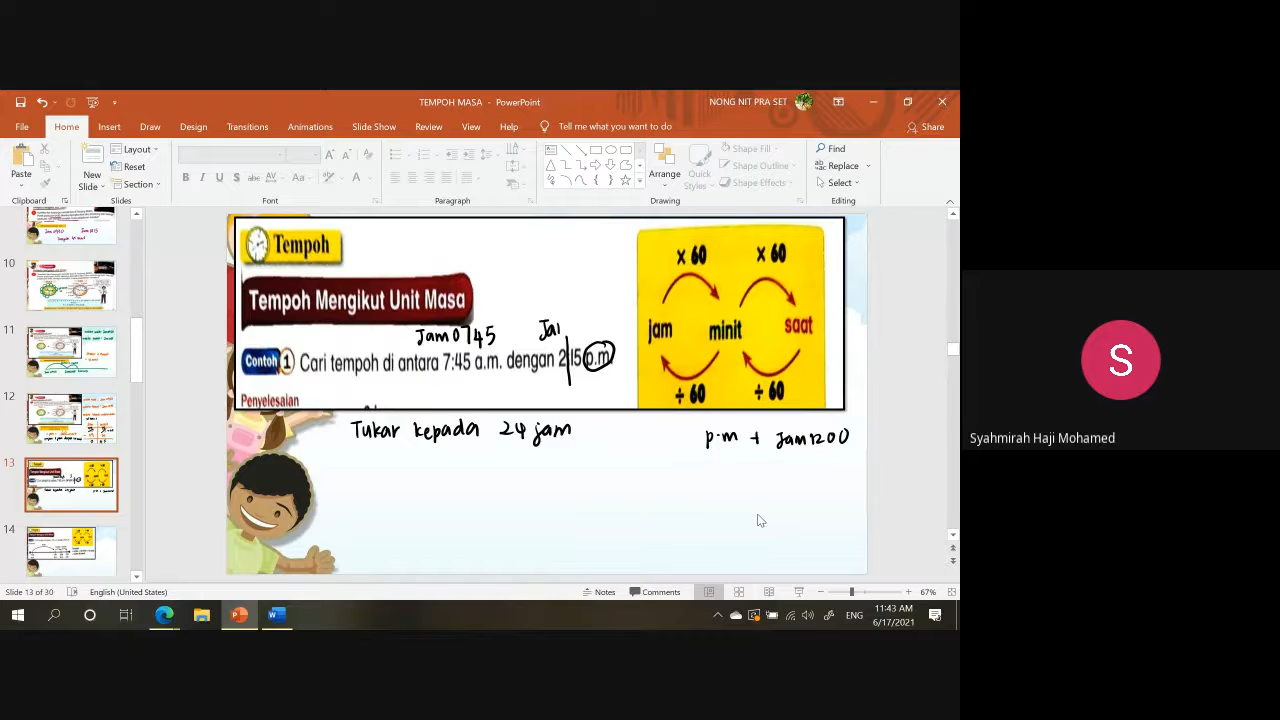 TEMPOH MASA - PowerPoint
NONG NIT PRA SET
File Home Insert Draw Design Transitions Animations Slide Show Review View Help Tell me what you want to do Share
Paste
New Slide
Layout
Reset
Section
B I U S abc AV Aa A
Arrange
Quick Styles
Shape Fill
Shape Outline
Shape Effects
Find
Replace
Select
Clipboard Slides Font Paragraph Drawing Editing
10
11
12
13
14
Tempoh
Tempoh Mengikut Unit Masa
Jam 0745 Jai
Contoh 1 Cari tempoh di antara 7:45 a.m. dengan 2:15 p.m
Penyelesaian
× 60 × 60
jam minit saat
÷ 60 ÷ 60
Tukar kepada 24 jam
p.m + Jam1200
Syahmirah Haji Mohamed
S
Slide 13 of 30 English (United States) Notes Comments 67%
ENG
11:43 AM
6/17/2021